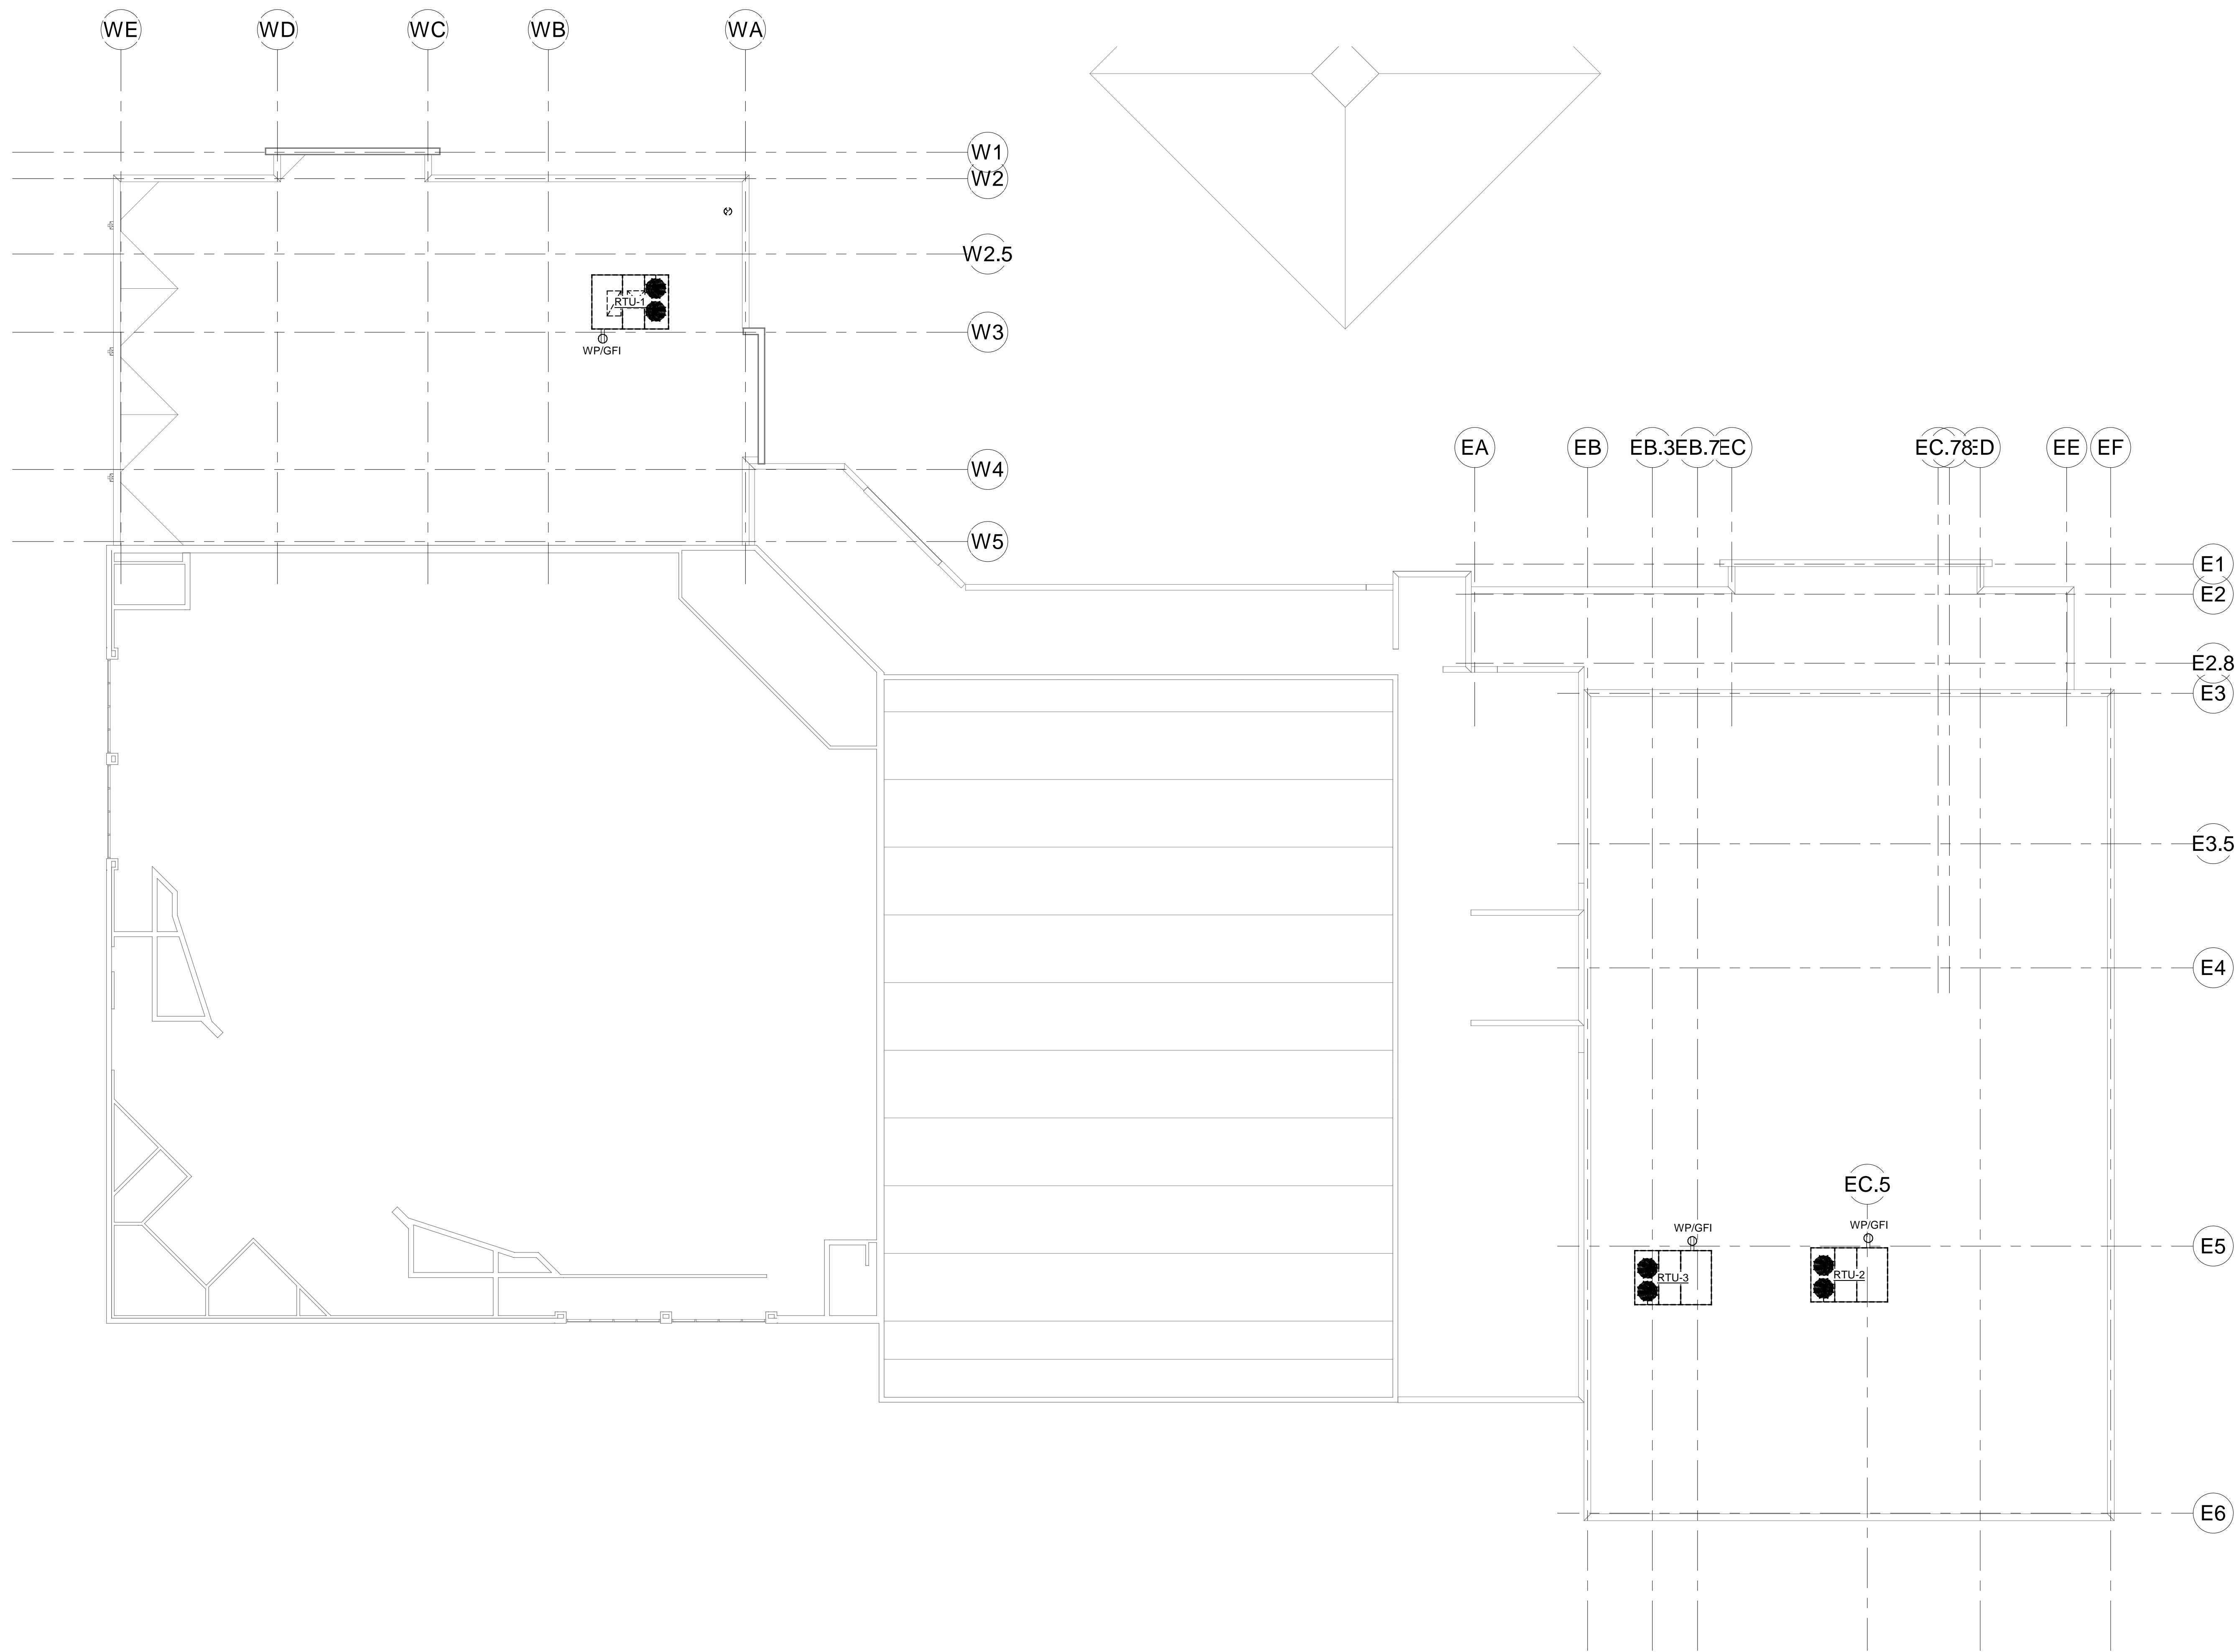 WE WD WC WB WA
W1
W2
W2.5
RTU-1
W3
WP/GFI
EA EB EB.3 EB.7 EC EC.78 ED EE EF
W4
W5
E1
E2
E2.8
E3
E3.5
E4
EC.5
WP/GFI WP/GFI
E5
RTU-3 RTU-2
E6